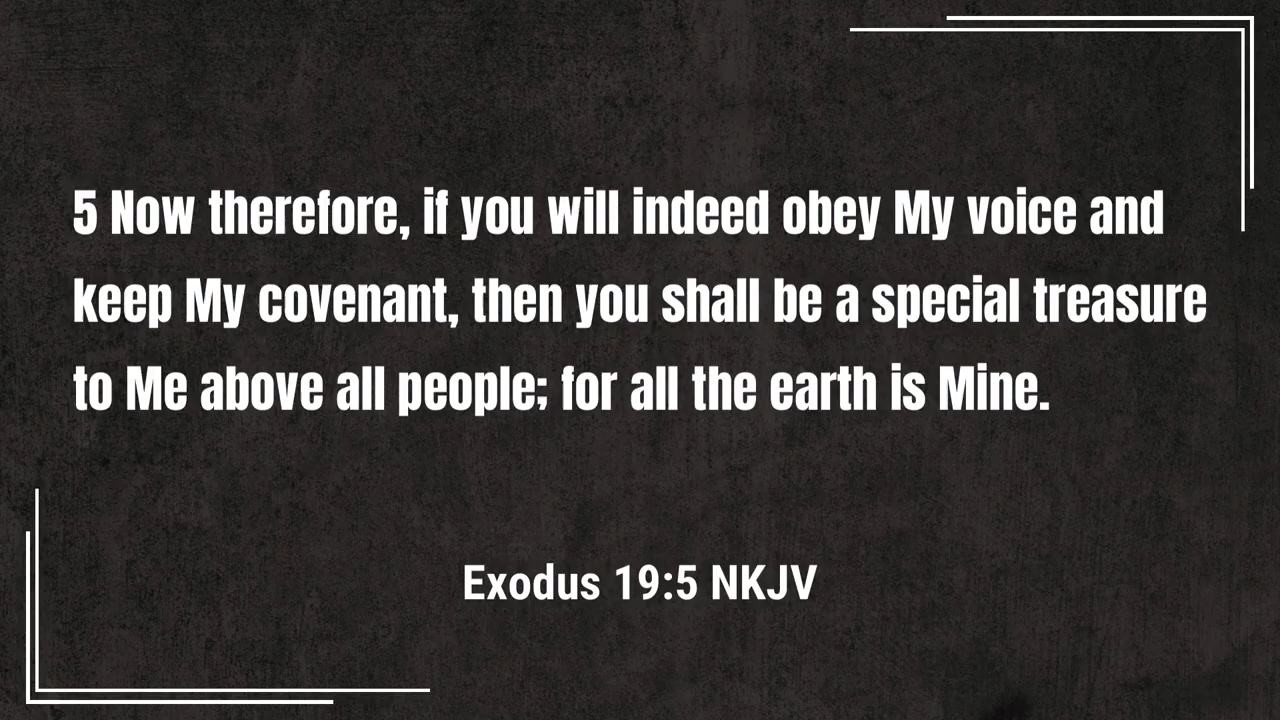 5 Now therefore, if you will indeed obey My voice and
keep My covenant, then you shall be a special treasure
to Me above all people; for all the earth is Mine.
Exodus 19:5 NKJV